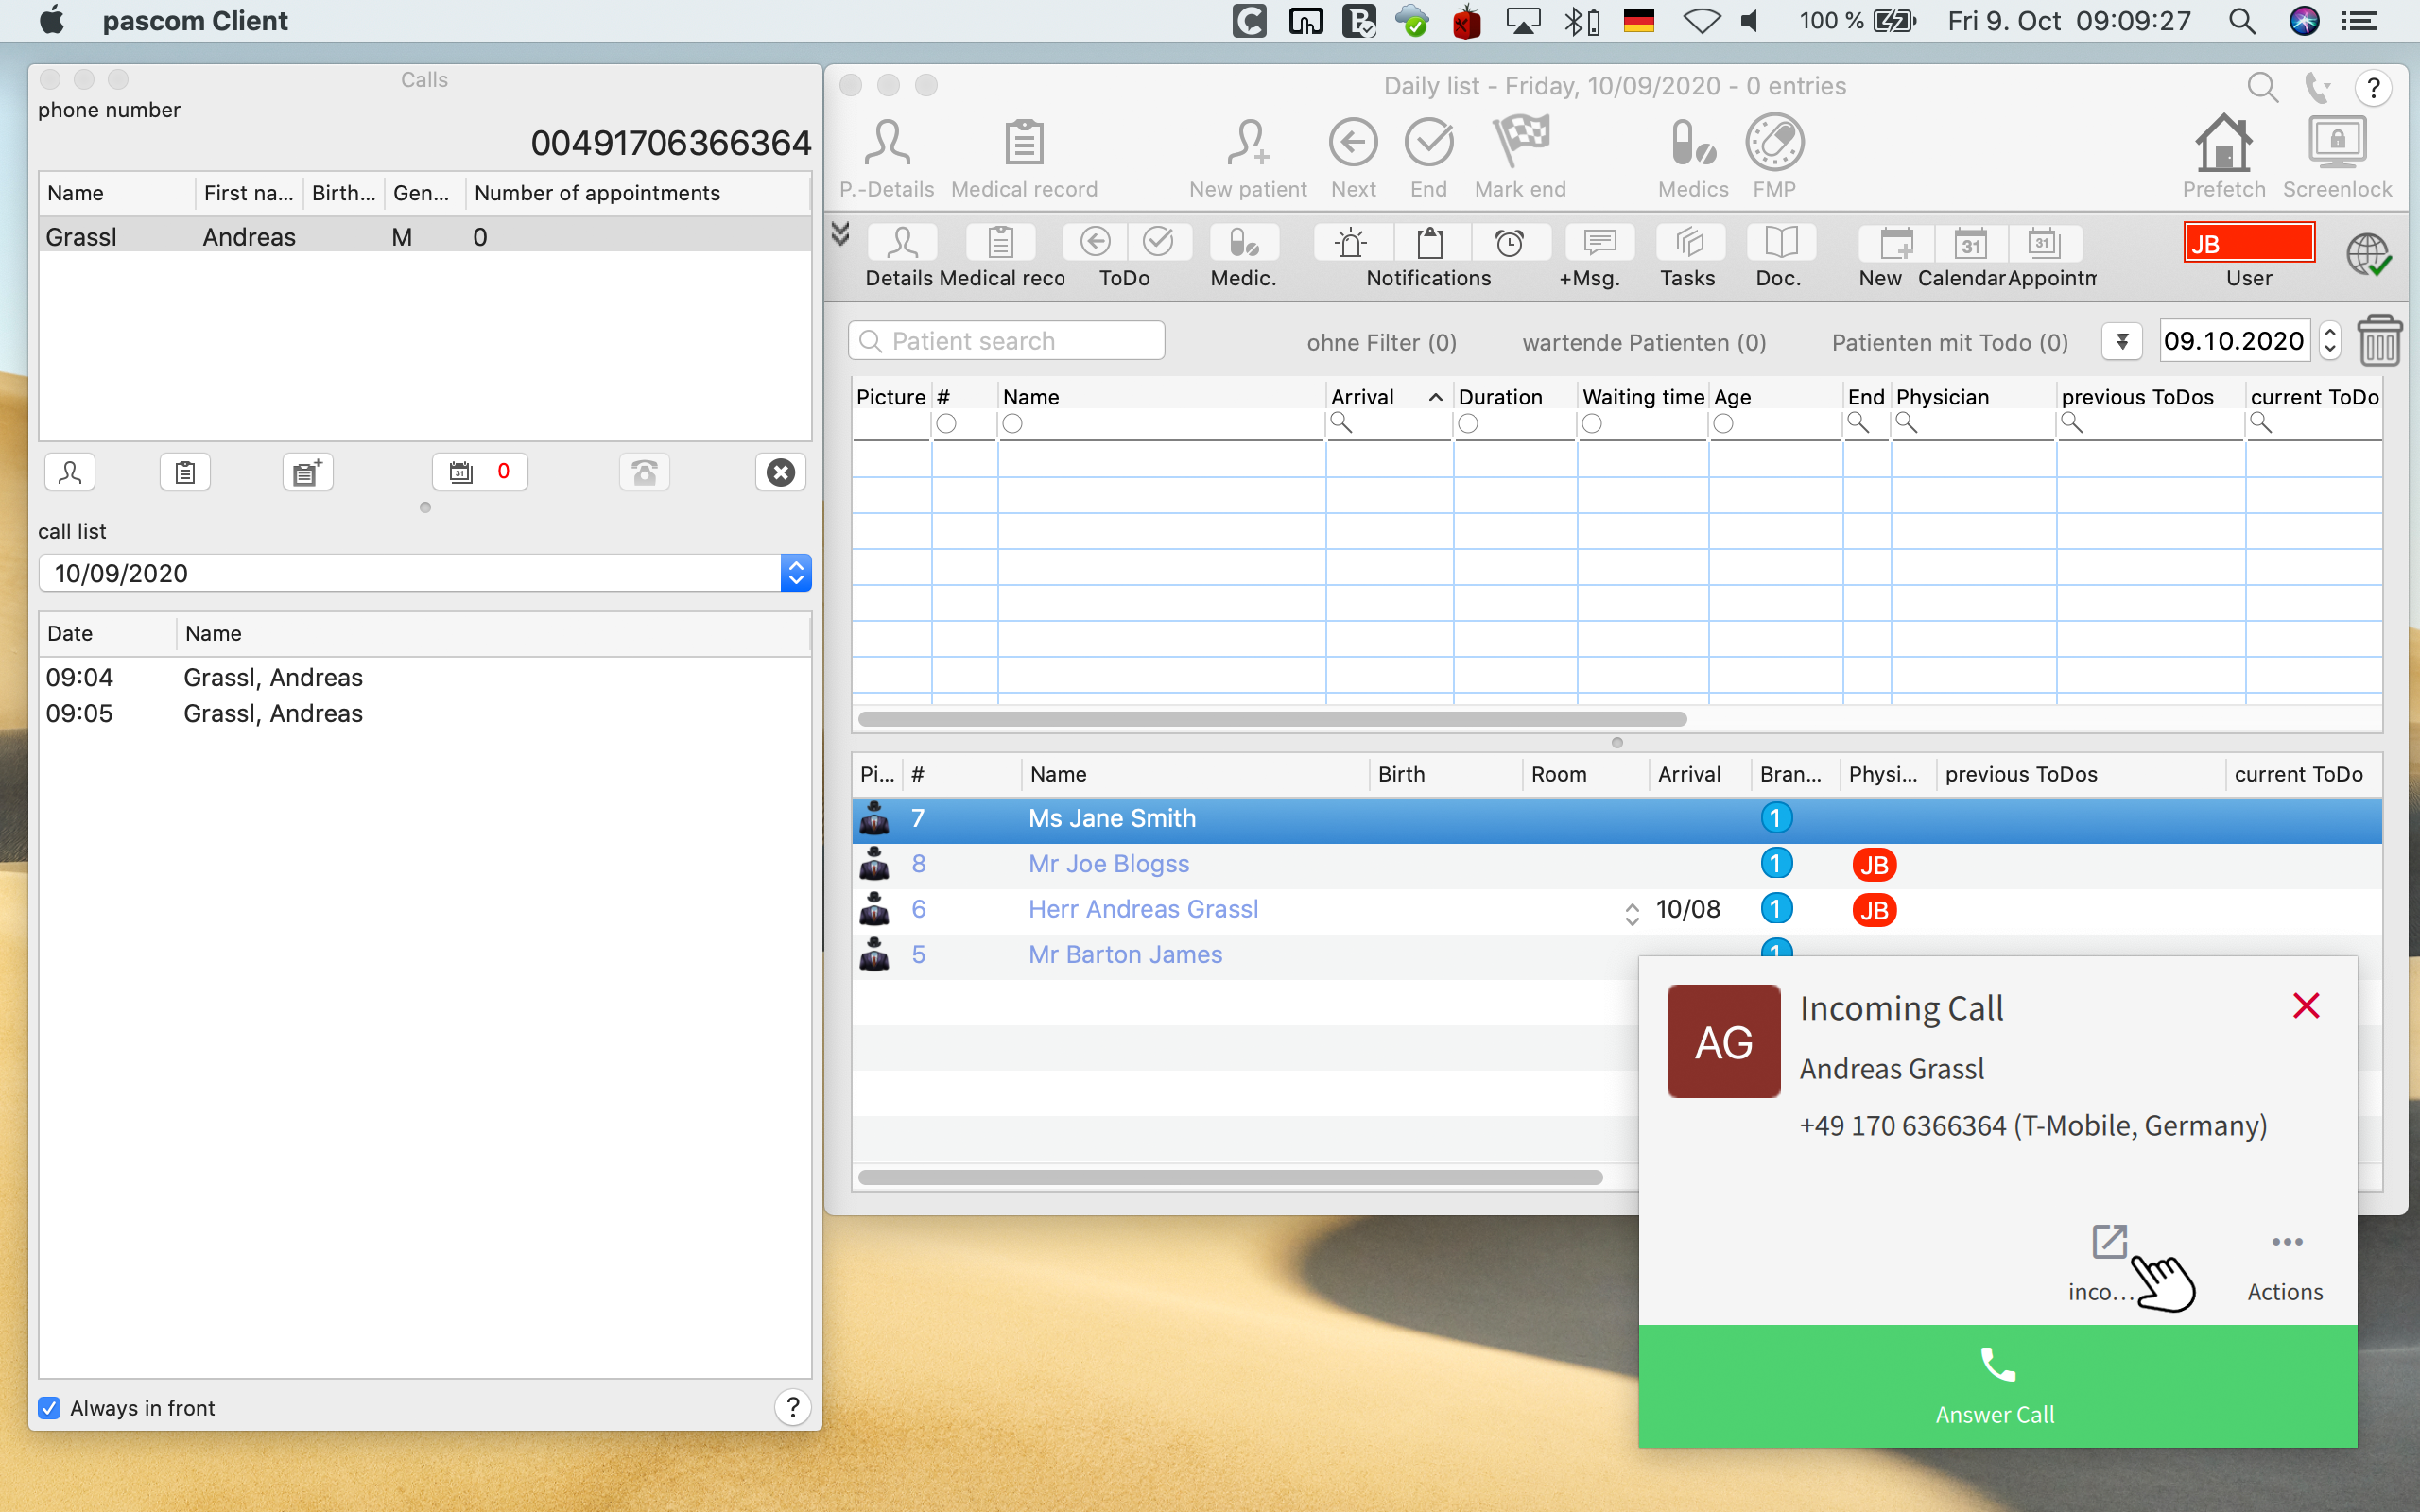 pascom Client
100 %
Fri 9. Oct 09:09:27
Calls
phone number
00491706366364
Name First na... Birth... Gen... Number of appointments
Grassl Andreas M 0
31 0
call list
10/09/2020
Date Name
09:04 Grassl, Andreas
09:05 Grassl, Andreas
Always in front
?
Daily list - Friday, 10/09/2020 - 0 entries
?
P.-Details Medical record New patient Next End Mark end Medics FMP Prefetch Screenlock
31 31 JB
Details Medical reco ToDo Medic. Notifications +Msg. Tasks Doc. New Calendar Appointm User
Patient search ohne Filter (0) wartende Patienten (0) Patienten mit Todo (0) 09.10.2020
Picture # Name Arrival Duration Waiting time Age End Physician previous ToDos current ToDo
Pi... # Name Birth Room Arrival Bran... Physi... previous ToDos current ToDo
7 Ms Jane Smith 1
8 Mr Joe Blogss 1 JB
6 Herr Andreas Grassl 10/08 1 JB
5 Mr Barton James 1
AG
Incoming Call
Andreas Grassl
+49 170 6366364 (T-Mobile, Germany)
inco... Actions
Answer Call